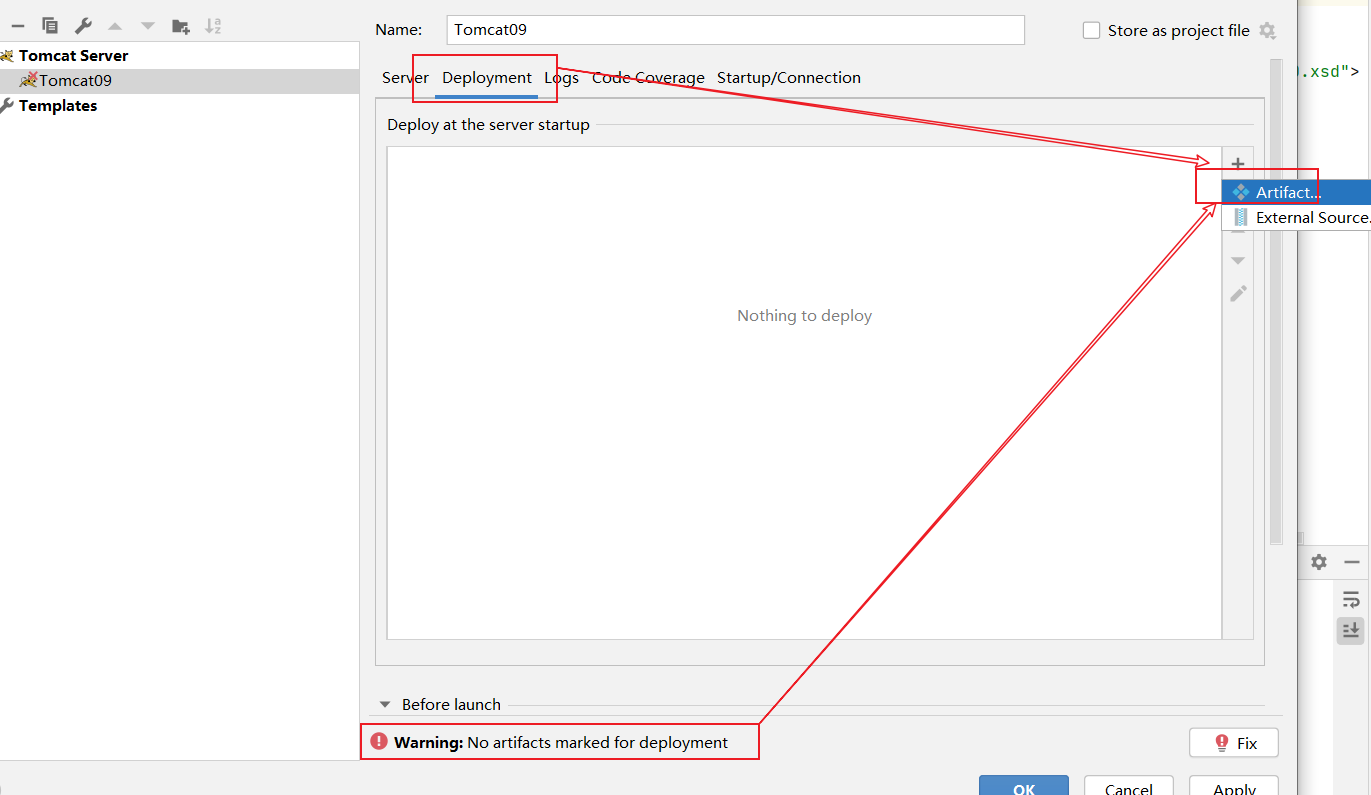 Name: Tomcat09 Store as project file
Tomcat Server
Tomcat09
Templates
Server Deployment Logs Code Coverage Startup/Connection
.xsd">
Deploy at the server startup
Artifact...
External Source.
Nothing to deploy
Before launch
Warning: No artifacts marked for deployment
Fix
OK Cancel Apply